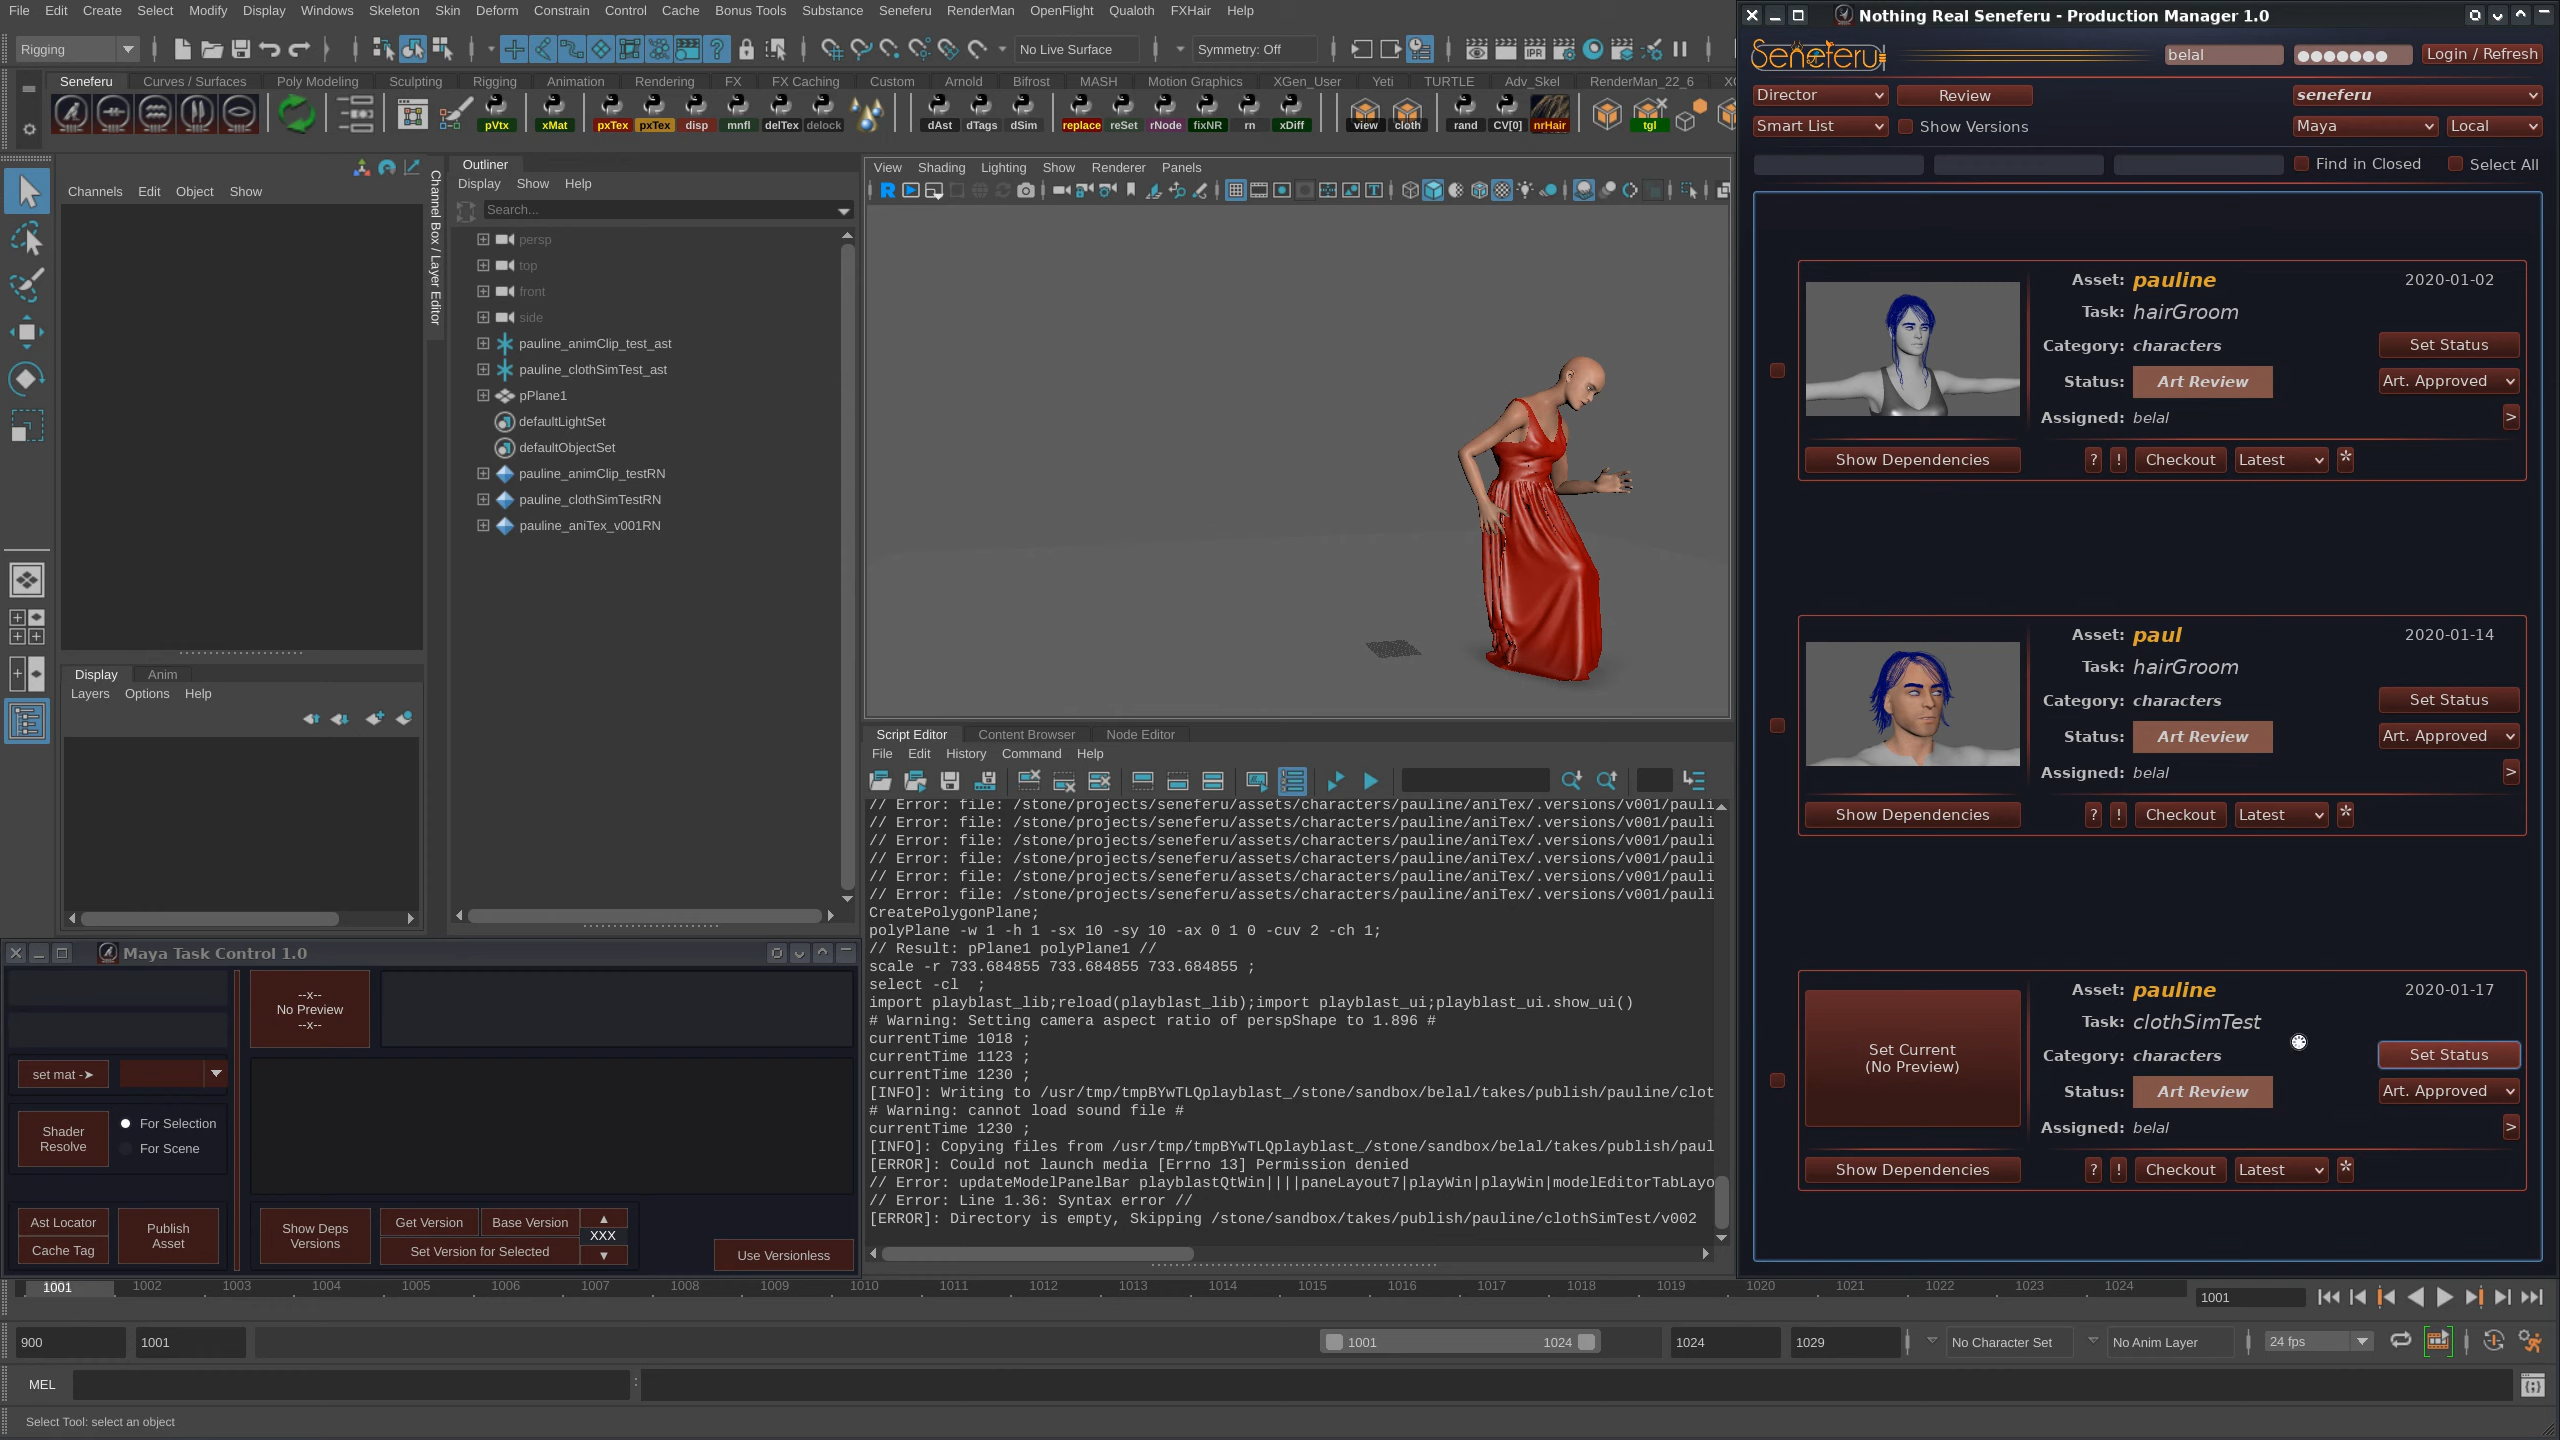 File Edit Create Select Modify Display Windows Skeleton Skin Deform Constrain Control Cache Bonus Tools Substance Seneferu RenderMan OpenFlight Qualoth FXHair Help
Rigging
No Live Surface
Symmetry: Off
Seneferu Curves / Surfaces Poly Modeling Sculpting Rigging Animation Rendering FX FX Caching Custom Arnold Bifrost MASH Motion Graphics XGen_User Yeti TURTLE Adv_Skel RenderMan_22_6
pVtx xMat pxTex pxTex disp mnfl delTex delock dAst dTags dSim replace reSet rNode fixNR rn xDiff view cloth rand CV[0] nrHair tgl
Channels Edit Object Show
Channel Box / Layer Editor
Display Anim
Layers Options Help
Outliner
Display Show Help
Search...
persp
top
front
side
pauline_animClip_test_ast
pauline_clothSimTest_ast
pPlane1
defaultLightSet
defaultObjectSet
pauline_animClip_testRN
pauline_clothSimTestRN
pauline_aniTex_v001RN
View Shading Lighting Show Renderer Panels
IPR
Script Editor Content Browser Node Editor
File Edit History Command Help
// Error: file: /stone/projects/seneferu/assets/characters/pauline/aniTex/.versions/v001/pauli
// Error: file: /stone/projects/seneferu/assets/characters/pauline/aniTex/.versions/v001/pauli
// Error: file: /stone/projects/seneferu/assets/characters/pauline/aniTex/.versions/v001/pauli
// Error: file: /stone/projects/seneferu/assets/characters/pauline/aniTex/.versions/v001/pauli
// Error: file: /stone/projects/seneferu/assets/characters/pauline/aniTex/.versions/v001/pauli
// Error: file: /stone/projects/seneferu/assets/characters/pauline/aniTex/.versions/v001/pauli
CreatePolygonPlane;
polyPlane -w 1 -h 1 -sx 10 -sy 10 -ax 0 1 0 -cuv 2 -ch 1;
// Result: pPlane1 polyPlane1 //
scale -r 733.684855 733.684855 733.684855 ;
select -cl  ;
import playblast_lib;reload(playblast_lib);import playblast_ui;playblast_ui.show_ui()
# Warning: Setting camera aspect ratio of perspShape to 1.896 #
currentTime 1018 ;
currentTime 1123 ;
currentTime 1230 ;
[INFO]: Writing to /usr/tmp/tmpBYwTLQplayblast_/stone/sandbox/belal/takes/publish/pauline/clot
# Warning: cannot load sound file #
currentTime 1230 ;
[INFO]: Copying files from /usr/tmp/tmpBYwTLQplayblast_/stone/sandbox/belal/takes/publish/paul
[ERROR]: Could not launch media [Errno 13] Permission denied
// Error: updateModelPanelBar playblastQtWin||||paneLayout7|playWin|playWin|modelEditorTabLayo
// Error: Line 1.36: Syntax error //
[ERROR]: Directory is empty, Skipping /stone/sandbox/takes/publish/pauline/clothSimTest/v002
Maya Task Control 1.0
--x--
No Preview
--x--
set mat ->
Shader
Resolve
For Selection
For Scene
Ast Locator
Cache Tag
Publish
Asset
Show Deps
Versions
Get Version
Base Version
Set Version for Selected
XXX
Use Versionless
1001 1002 1003 1004 1005 1006 1007 1008 1009 1010 1011 1012 1013 1014 1015 1016 1017 1018 1019 1020 1021 1022 1023 1024
1001
900 1001 1001 1024 1024 1029 No Character Set No Anim Layer 24 fps
MEL
Select Tool: select an object
Nothing Real Seneferu - Production Manager 1.0
Seneferu
belal
Login / Refresh
Director Review seneferu
Smart List Show Versions Maya Local
Find in Closed Select All
Asset: pauline 2020-01-02
Task: hairGroom
Category: characters Set Status
Status: Art Review Art. Approved
Assigned: belal >
Show Dependencies ? ! Checkout Latest *
Asset: paul 2020-01-14
Task: hairGroom
Category: characters Set Status
Status: Art Review Art. Approved
Assigned: belal >
Show Dependencies ? ! Checkout Latest *
Set Current
(No Preview)
Asset: pauline 2020-01-17
Task: clothSimTest
Category: characters Set Status
Status: Art Review Art. Approved
Assigned: belal >
Show Dependencies ? ! Checkout Latest *